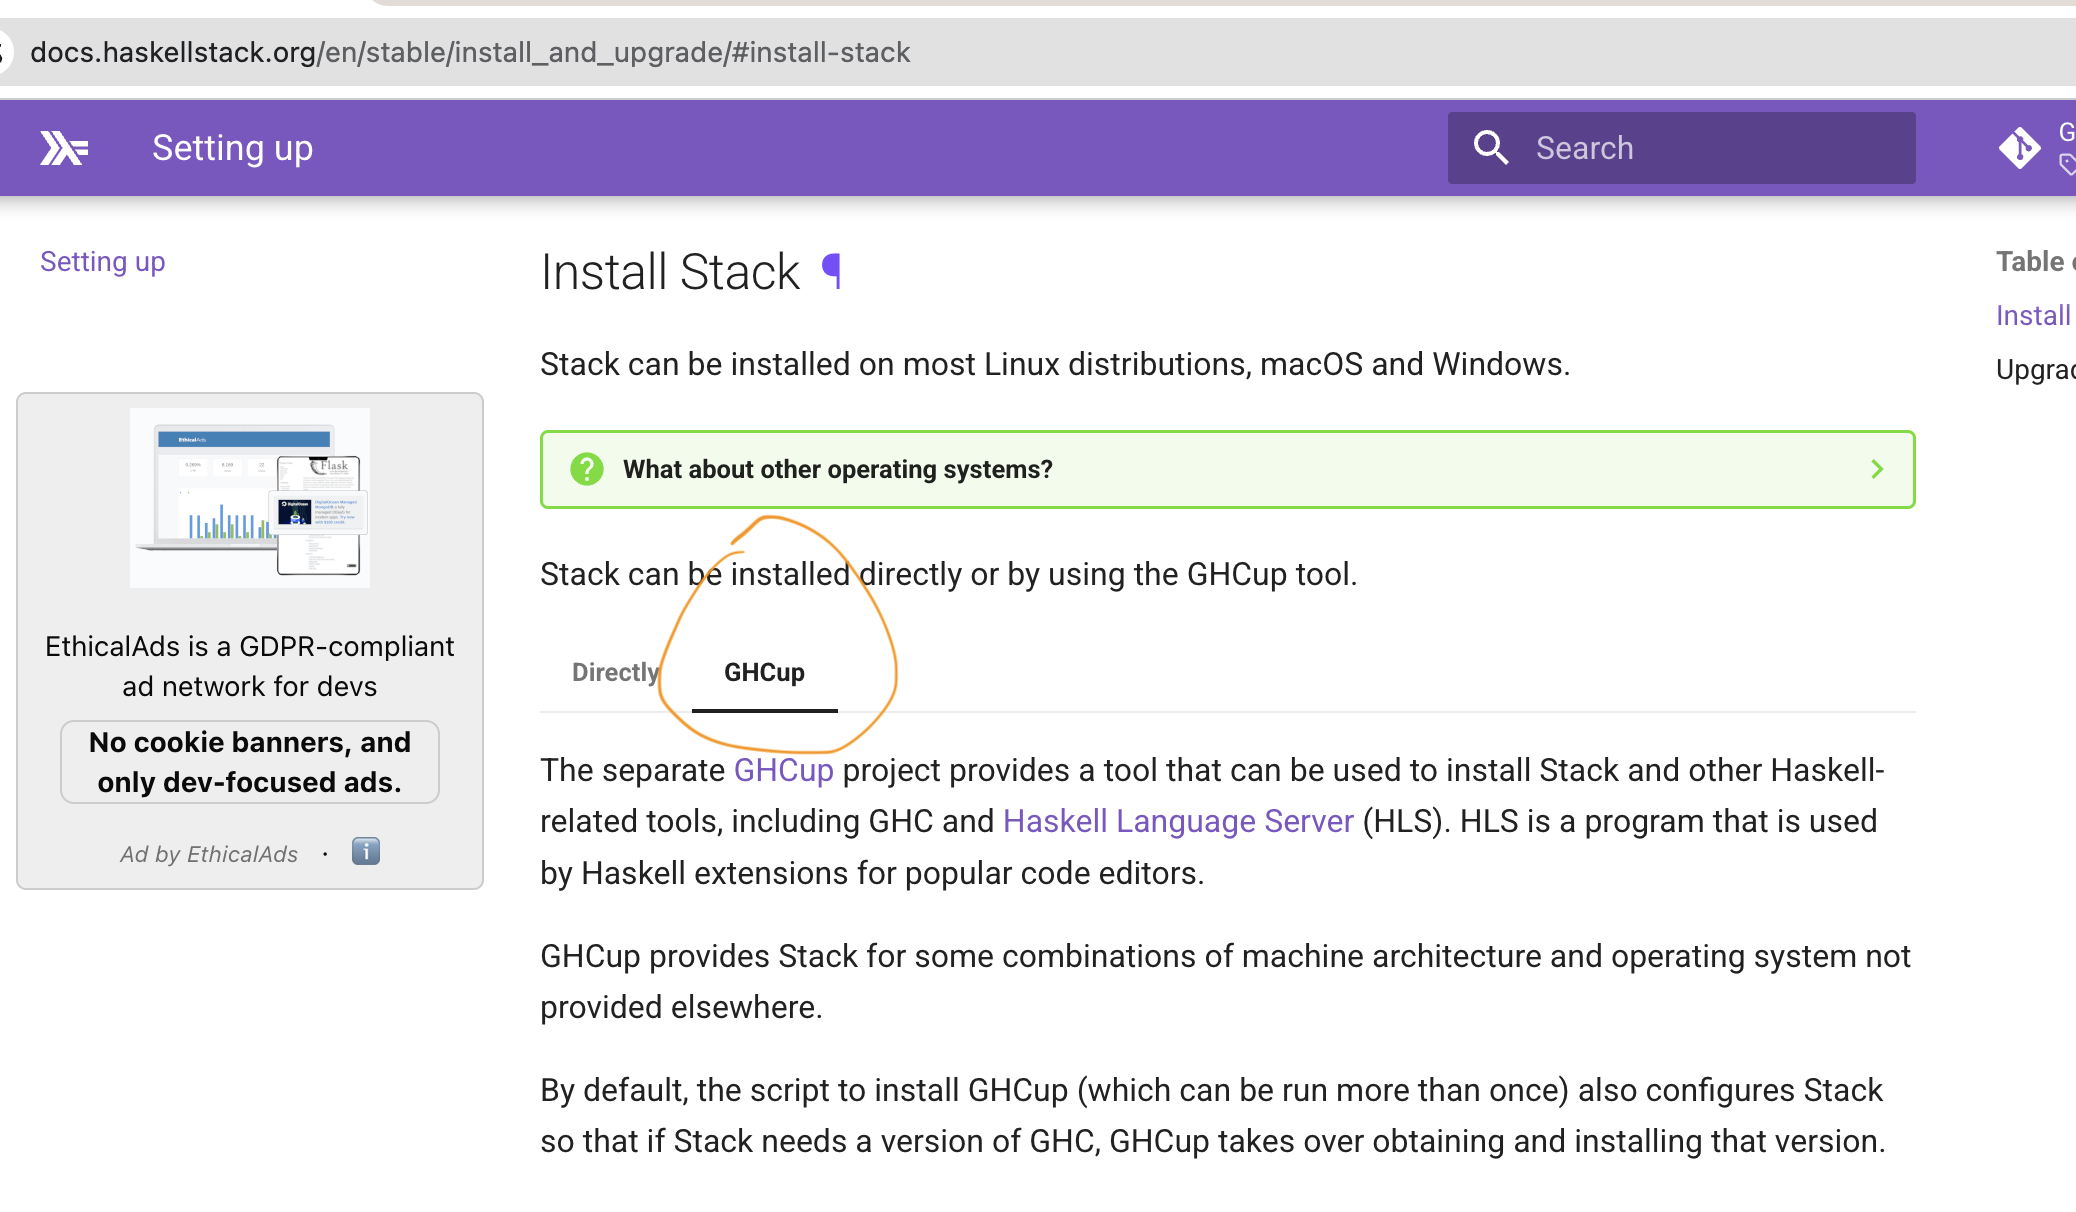 docs.haskellstack.org/en/stable/install_and_upgrade/#install-stack
Setting up
Search
G
Setting up
Install Stack ¶
Table
Install
Upgrad
Stack can be installed on most Linux distributions, macOS and Windows.
What about other operating systems?
Stack can be installed directly or by using the GHCup tool.
Directly
GHCup
EthicalAds
Flask
EthicalAds is a GDPR-compliant
ad network for devs
No cookie banners, and
only dev-focused ads.
Ad by EthicalAds ·
The separate GHCup project provides a tool that can be used to install Stack and other Haskell-
related tools, including GHC and Haskell Language Server (HLS). HLS is a program that is used
by Haskell extensions for popular code editors.
GHCup provides Stack for some combinations of machine architecture and operating system not
provided elsewhere.
By default, the script to install GHCup (which can be run more than once) also configures Stack
so that if Stack needs a version of GHC, GHCup takes over obtaining and installing that version.